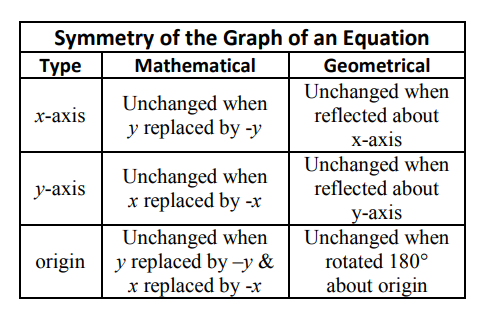 Symmetry of the Graph of an Equation
Type Mathematical Geometrical
x-axis
Unchanged when
y replaced by -y
Unchanged when
reflected about
x-axis
y-axis
Unchanged when
x replaced by -x
Unchanged when
reflected about
y-axis
origin
Unchanged when
y replaced by –y &
x replaced by -x
Unchanged when
rotated 180°
about origin